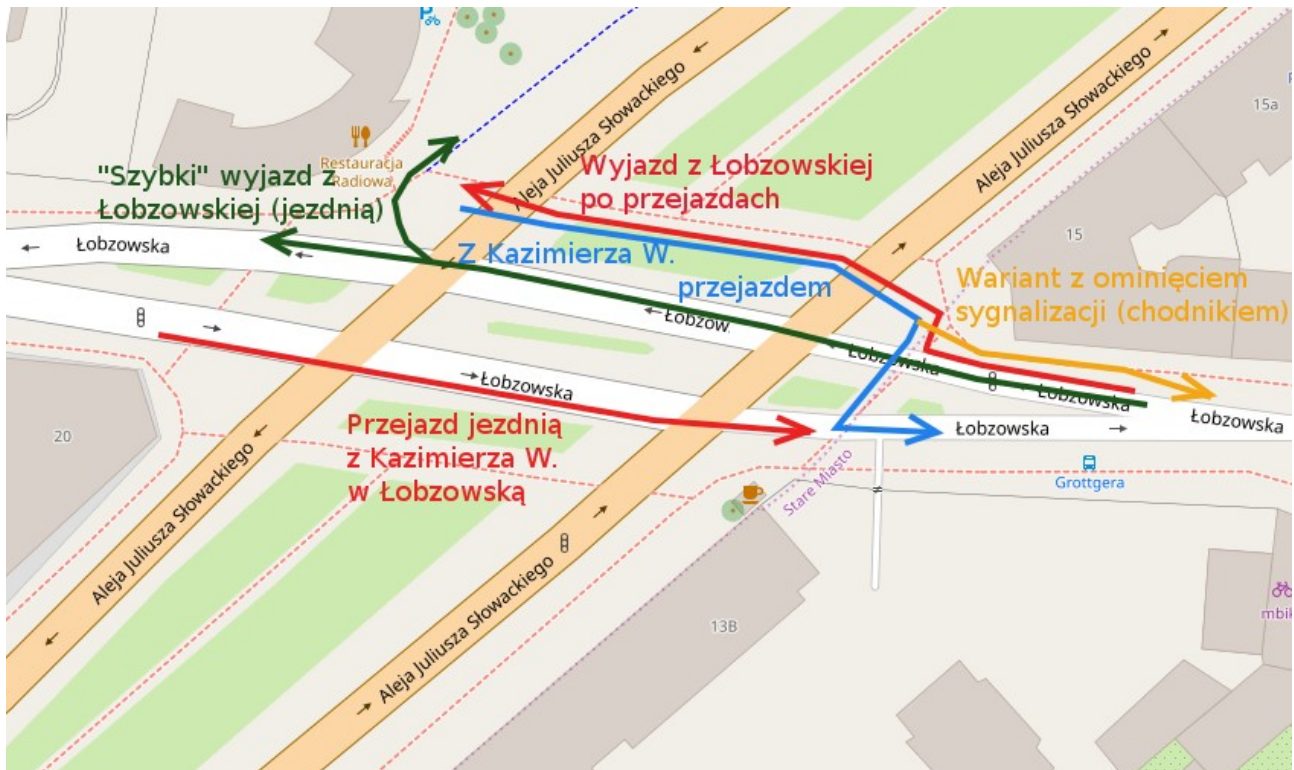 Aleja Juliusza Słowackiego
Aleja Juliusza Słowackiego
15a
Restauracja
Radiowa
"Szybki" wyjazd z
Łobzowskiej (jezdnią)
Wyjazd z Łobzowskiej
po przejazdach
Łobzowska
15
Z Kazimierza W.
przejazdem
Wariant z ominięciem
sygnalizacji (chodnikiem)
Łobzow.
Łobzowska
Łobzowska
Łobzowska
Łobzowska
Łobzowska
Łobzowska
20
Przejazd jezdnią
z Kazimierza W.
w Łobzowską
Grottgera
Stare Miasto
Aleja Juliusza Słowackiego
Aleja Juliusza Słowackiego
13B
mbik